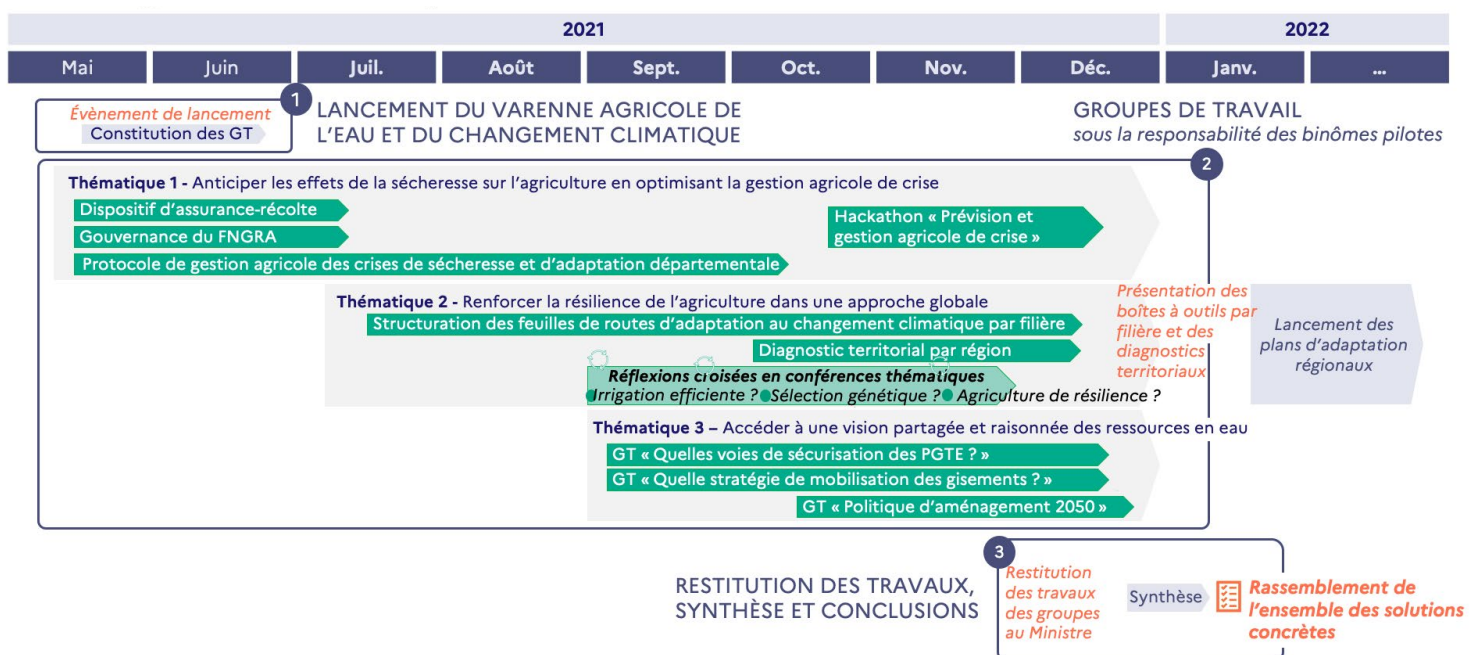 2021
2022
Mai
Juin
Juil.
Août
Sept.
Oct.
Nov.
Déc.
Janv.
...
Évènement de lancement
Constitution des GT
1
LANCEMENT DU VARENNE AGRICOLE DE
L'EAU ET DU CHANGEMENT CLIMATIQUE
GROUPES DE TRAVAIL
sous la responsabilité des binômes pilotes
2
Thématique 1 - Anticiper les effets de la sécheresse sur l'agriculture en optimisant la gestion agricole de crise
Dispositif d'assurance-récolte
Gouvernance du FNGRA
Protocole de gestion agricole des crises de sécheresse et d'adaptation départementale
Hackathon « Prévision et
gestion agricole de crise »
Thématique 2 - Renforcer la résilience de l'agriculture dans une approche globale
Structuration des feuilles de routes d'adaptation au changement climatique par filière
Diagnostic territorial par région
Réflexions croisées en conférences thématiques
Irrigation efficiente ?
Sélection génétique ?
Agriculture de résilience ?
Présentation des
boîtes à outils par
filière et des
diagnostics
territoriaux
Lancement des
plans d'adaptation
régionaux
Thématique 3 – Accéder à une vision partagée et raisonnée des ressources en eau
GT « Quelles voies de sécurisation des PGTE ? »
GT « Quelle stratégie de mobilisation des gisements ? »
GT « Politique d'aménagement 2050 »
3
RESTITUTION DES TRAVAUX,
SYNTHÈSE ET CONCLUSIONS
Restitution
des travaux
des groupes
au Ministre
Synthèse
Rassemblement de
l'ensemble des solutions
concrètes